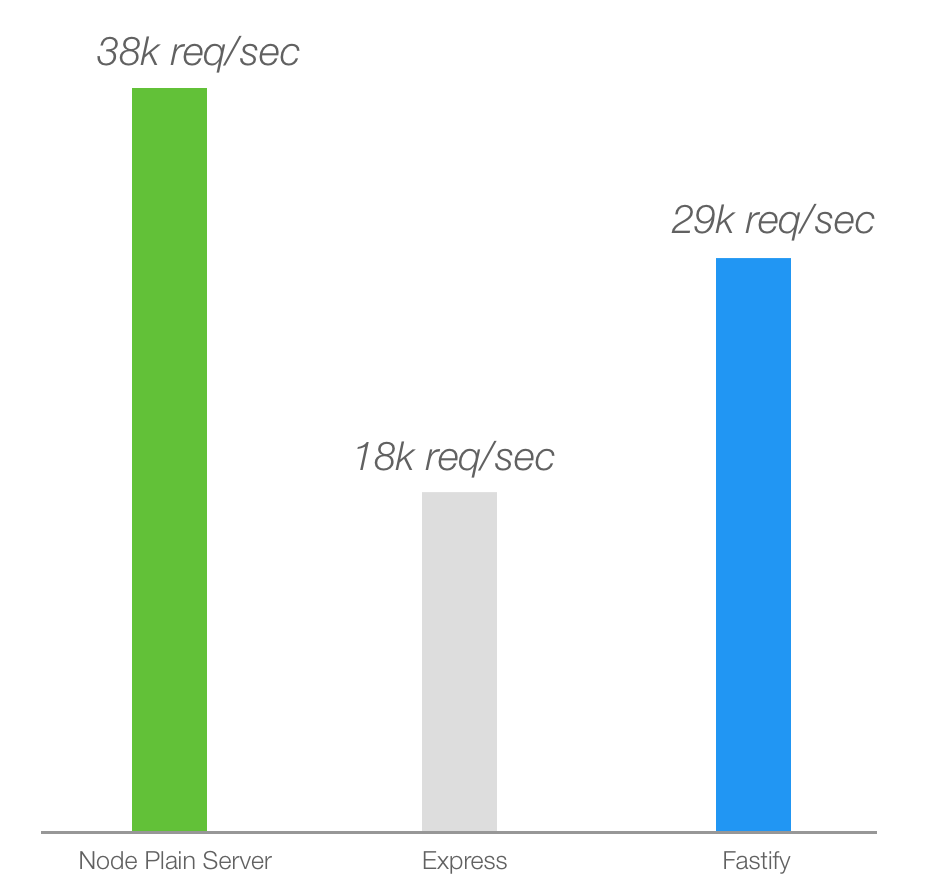 38k req/sec
29k req/sec
18k req/sec
Node Plain Server
Express
Fastify